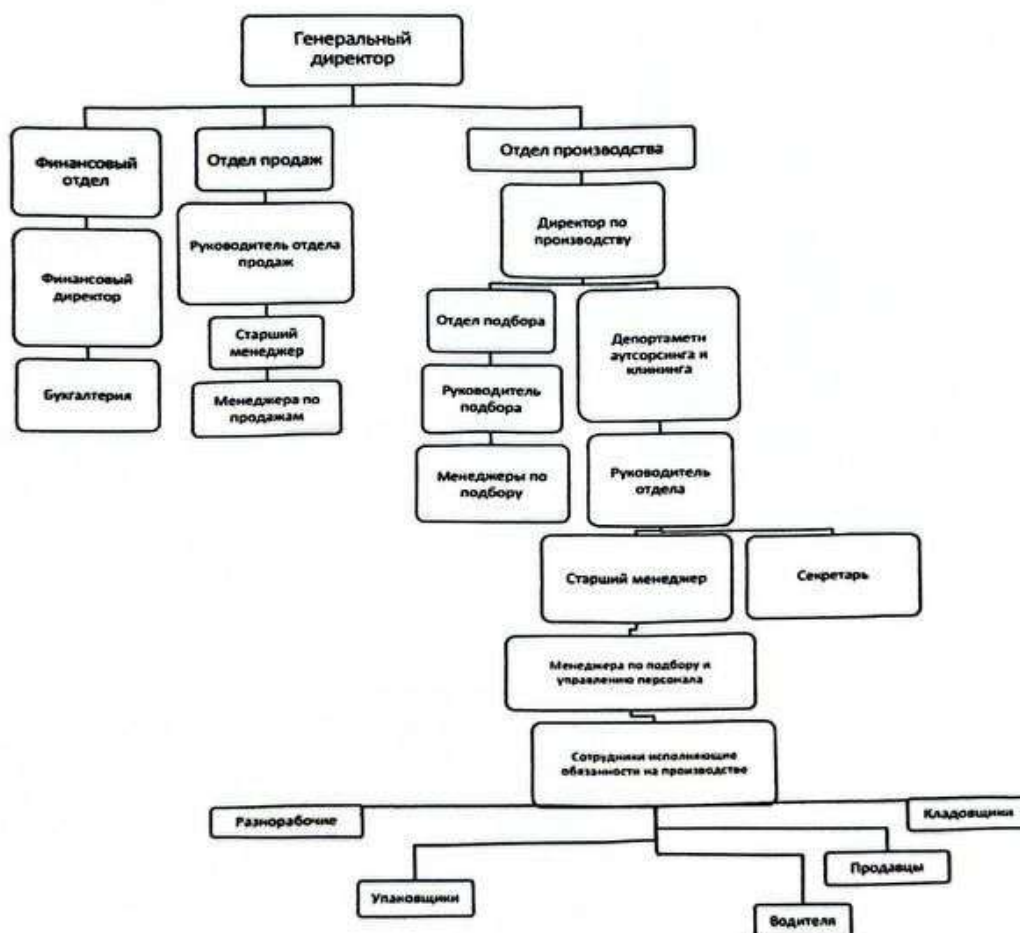 Генеральный
директор
Финансовый
отдел
Отдел продаж
Отдел производства
Финансовый
директор
Руководитель отдела
продаж
Директор по
производству
Бухгалтерия
Старший
менеджер
Менеджера по
продажам
Отдел подбора
Депортаметн
аутсорсинга и
клининга
Руководитель
подбора
Менеджеры по
подбору
Руководитель
отдела
Старший менеджер
Секретарь
Менеджера по подбору и
управлению персонала
Сотрудники исполняющие
обязанности на производстве
Разнорабочие
Кладовщики
Упаковщики
Продавцы
Водителя